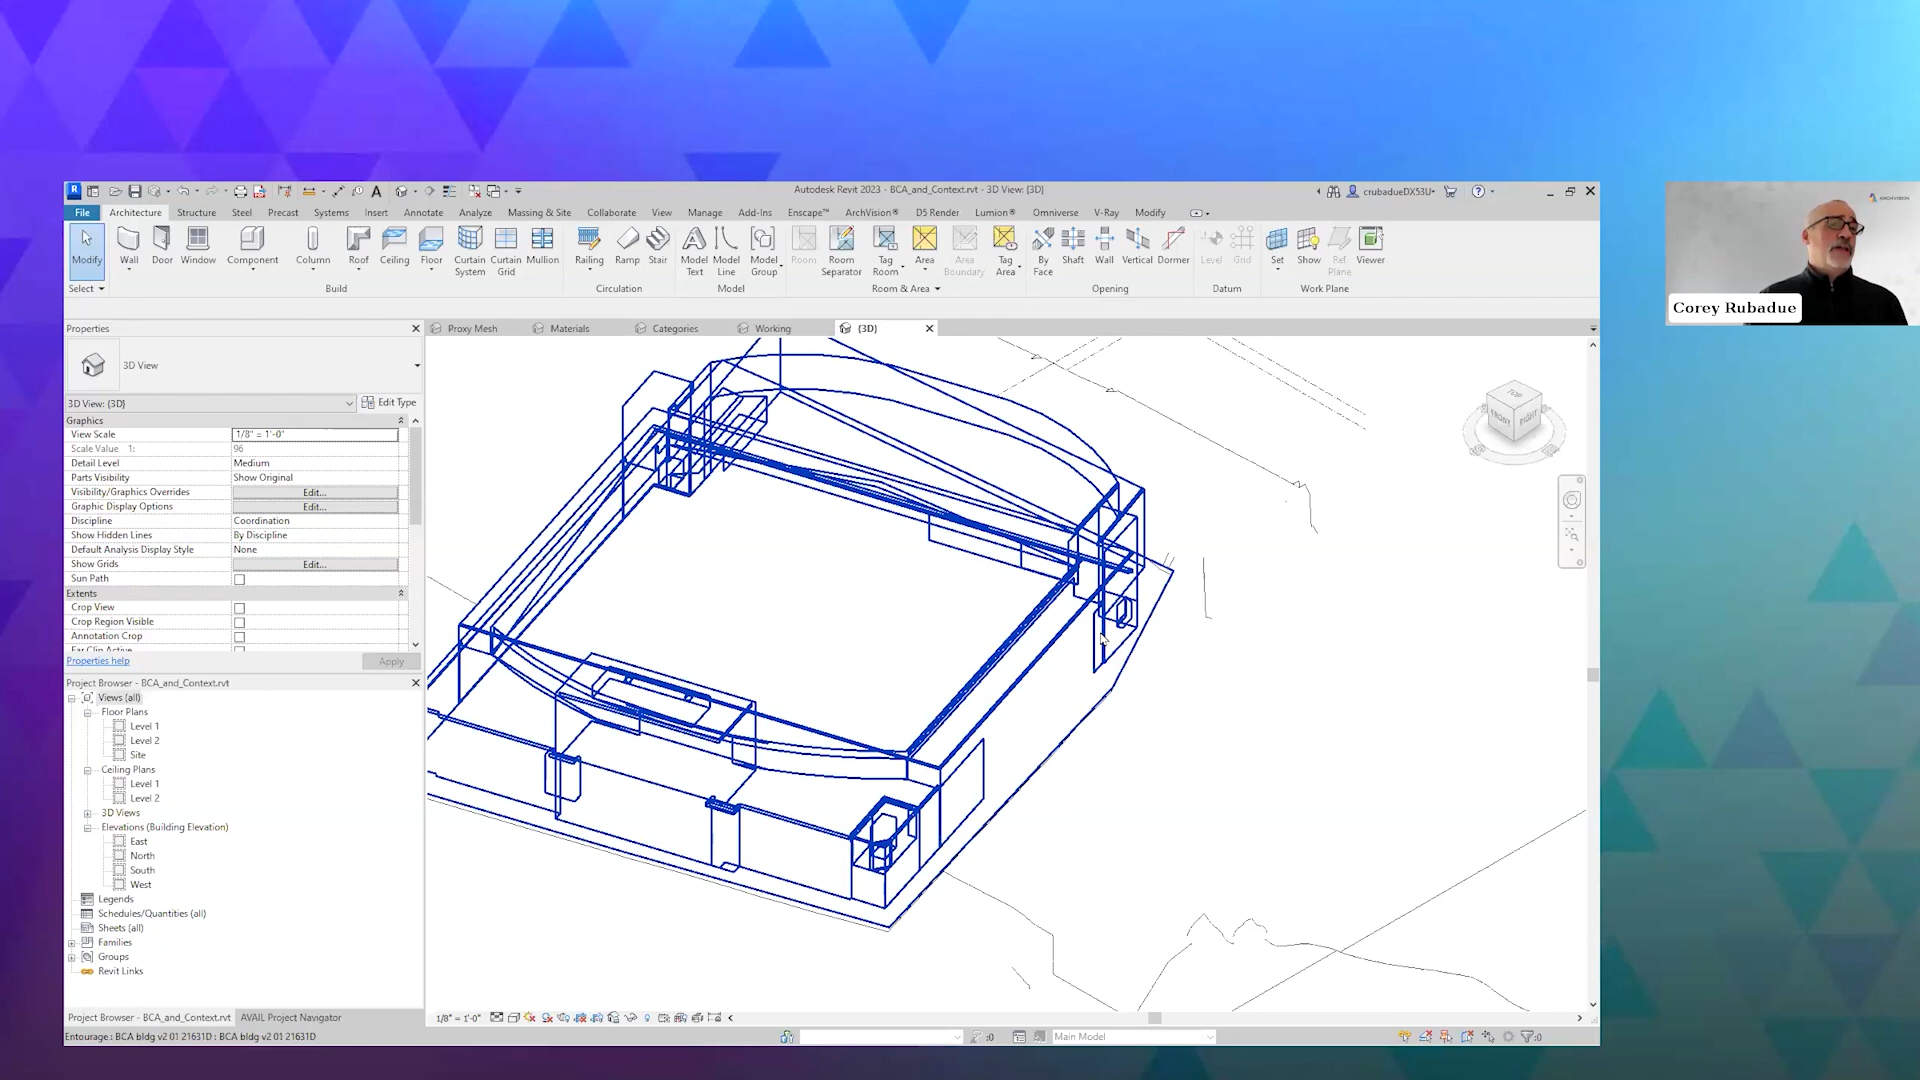 Autodesk Revit 2023 - BCA_and_Context.rvt - 3D View: {3D}
crubadueDX53U
File Architecture Structure Steel Precast Systems Insert Annotate Analyze Massing & Site Collaborate View Manage Add-Ins Enscape™ ArchVision® D5 Render Lumion® Omniverse V-Ray Modify
Modify Wall Door Window Component Column Roof Ceiling Floor Curtain System Curtain Grid Mullion Railing Ramp Stair Model Text Model Line Model Group Room Room Separator Tag Room Area Area Boundary Tag Area By Face Shaft Wall Vertical Dormer Level Grid Set Show Ref Plane Viewer
Select Build Circulation Model Room & Area Opening Datum Work Plane
ARCHVISION
Corey Rubadue
Properties
Proxy Mesh Materials Categories Working {3D}
3D View
3D View: {3D} Edit Type
Graphics
View Scale 1/8" = 1'-0"
Scale Value 1: 96
Detail Level Medium
Parts Visibility Show Original
Visibility/Graphics Overrides Edit...
Graphic Display Options Edit...
Discipline Coordination
Show Hidden Lines By Discipline
Default Analysis Display Style None
Show Grids Edit...
Sun Path
Extents
Crop View
Crop Region Visible
Annotation Crop
Far Clip Active
Properties help Apply
Project Browser - BCA_and_Context.rvt
Views (all)
Floor Plans
Level 1
Level 2
Site
Ceiling Plans
Level 1
Level 2
3D Views
Elevations (Building Elevation)
East
North
South
West
Legends
Schedules/Quantities (all)
Sheets (all)
Families
Groups
Revit Links
TOP
FRONT RIGHT
Project Browser - BCA_and_Context.rvt AVAIL Project Navigator
1/8" = 1'-0"
Entourage : BCA bldg v2 01 21631D : BCA bldg v2 01 21631D
:0
Main Model
:0